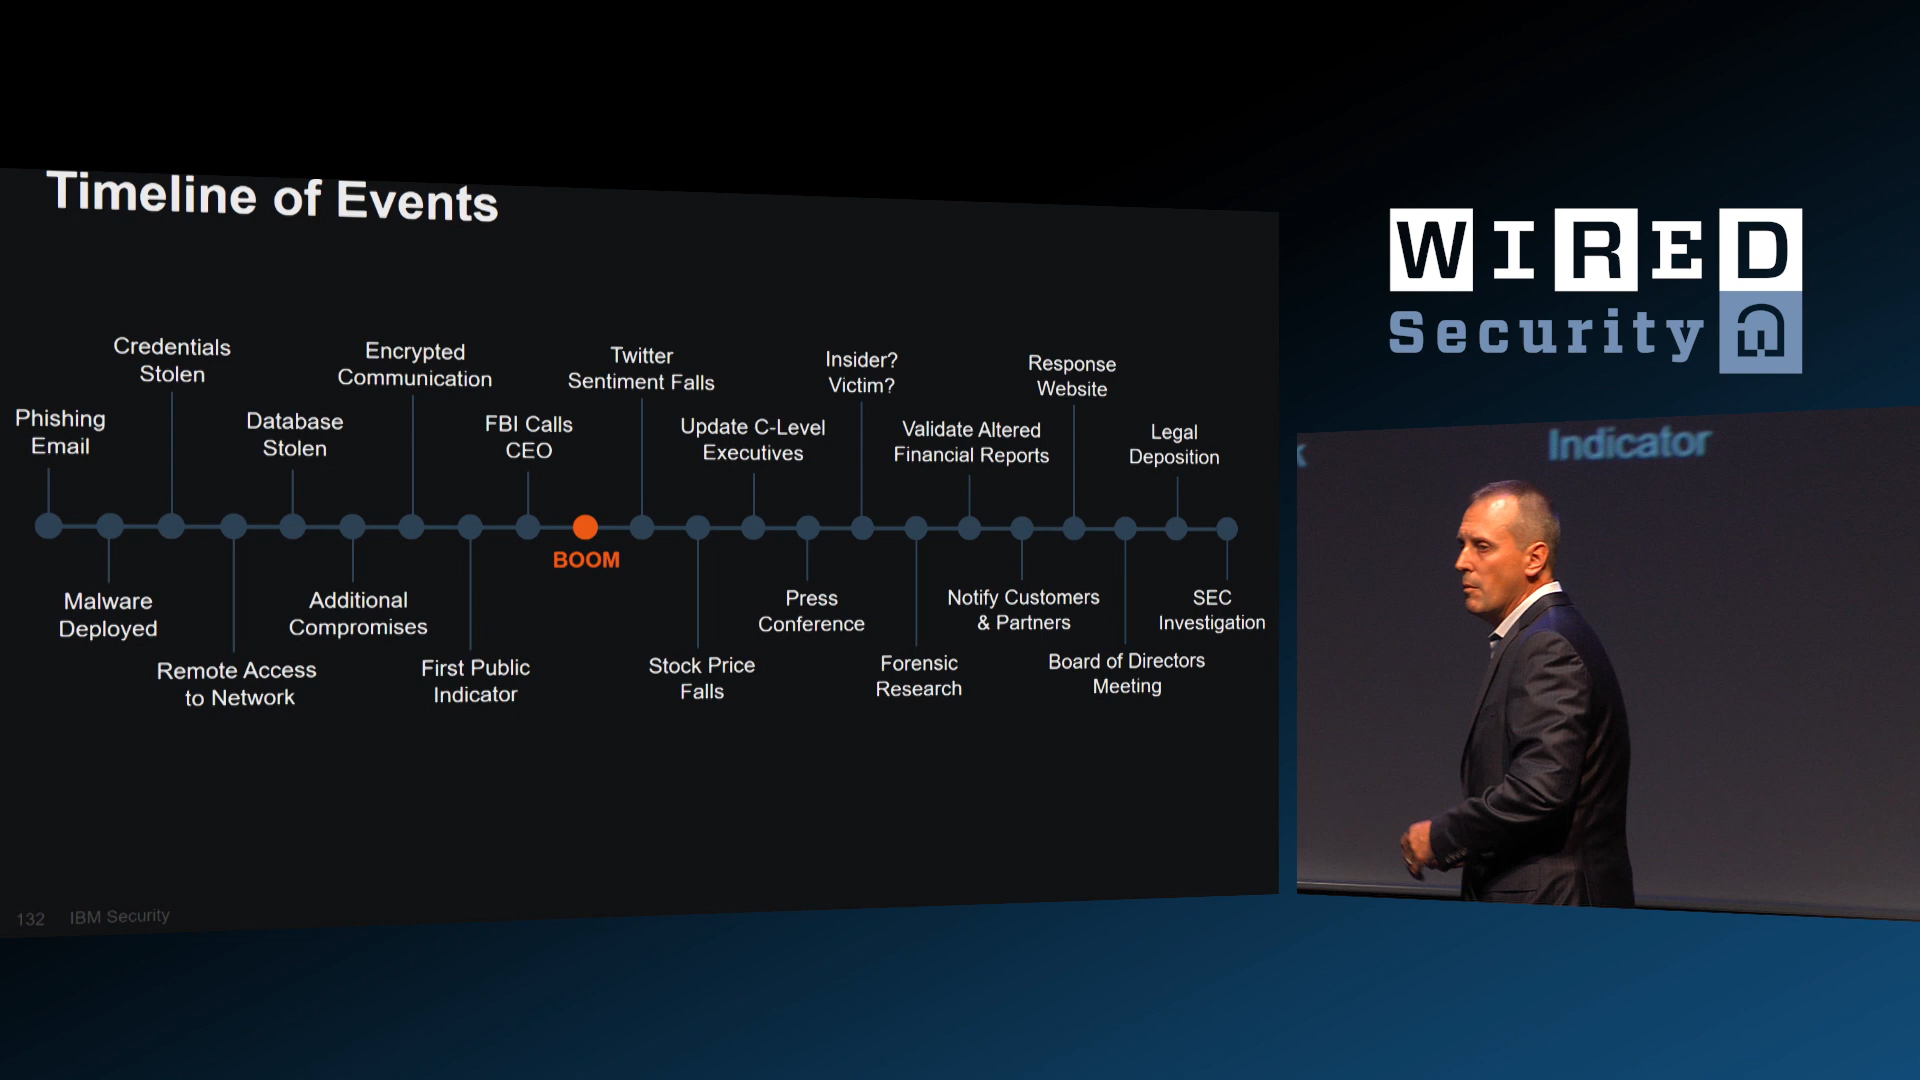 Timeline of Events
Credentials
Stolen
Encrypted
Communication
Twitter
Sentiment Falls
Insider?
Victim?
Response
Website
Phishing
Email
Database
Stolen
FBI Calls
CEO
Update C-Level
Executives
Validate Altered
Financial Reports
Legal
Deposition
BOOM
Malware
Deployed
Additional
Compromises
Press
Conference
Notify Customers
& Partners
SEC
Investigation
Remote Access
to Network
First Public
Indicator
Stock Price
Falls
Forensic
Research
Board of Directors
Meeting
132 IBM Security
WIRED
Security
Indicator